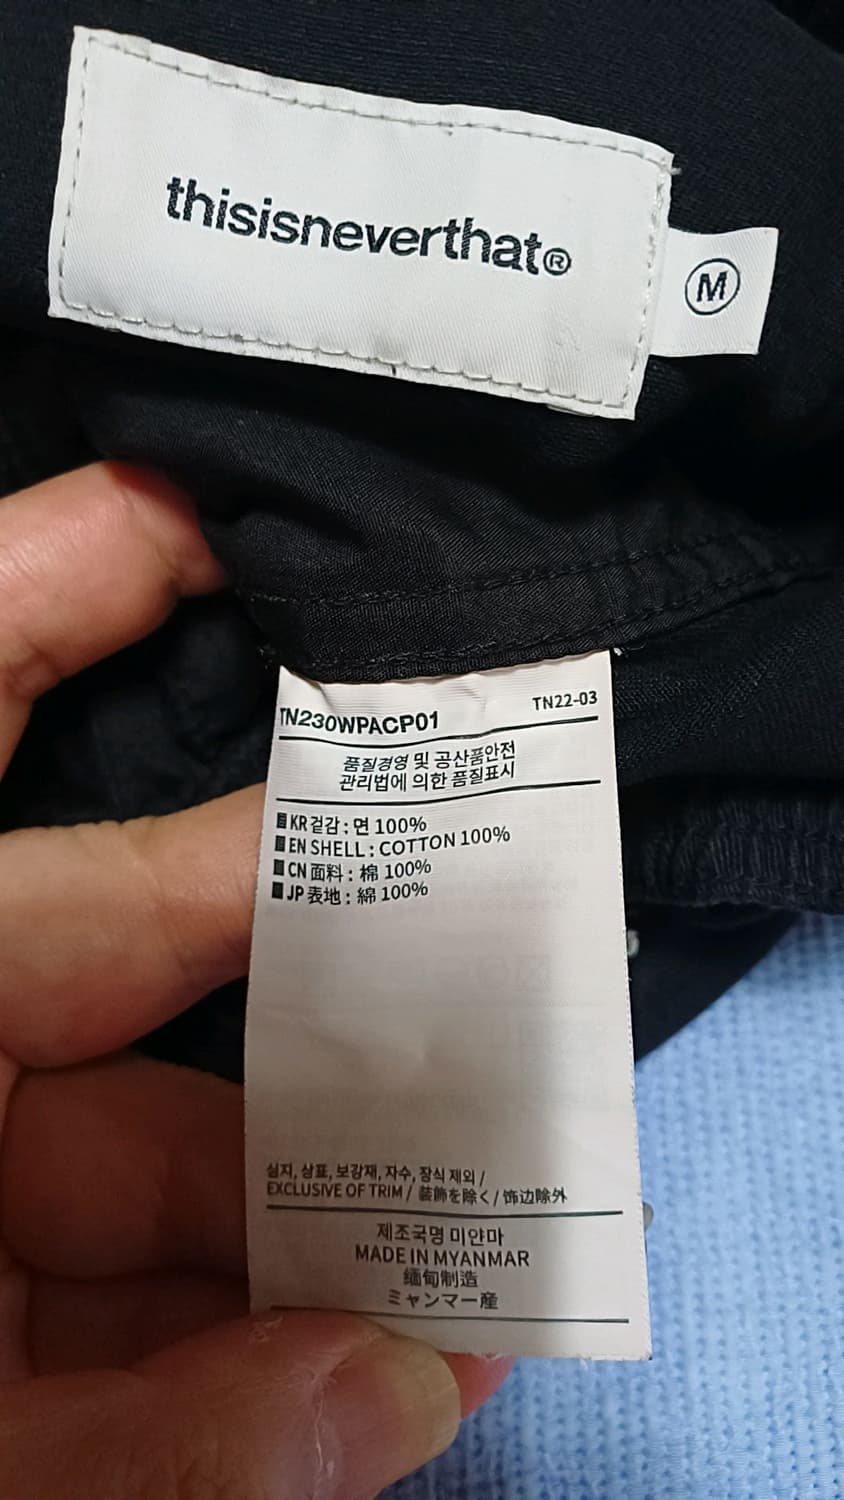 thisisneverthat®
M
TN230WPACP01
TN22-03
품질경영 및 공산품안전
관리법에 의한 품질표시
KR 겉감 : 면 100%
EN SHELL : COTTON 100%
CN 面料 : 棉 100%
JP 表地 : 綿 100%
심지, 상표, 보강재, 자수, 장식 제외 /
EXCLUSIVE OF TRIM / 装飾を除く / 饰边除外
제조국명 미얀마
MADE IN MYANMAR
缅甸制造
ミャンマー産